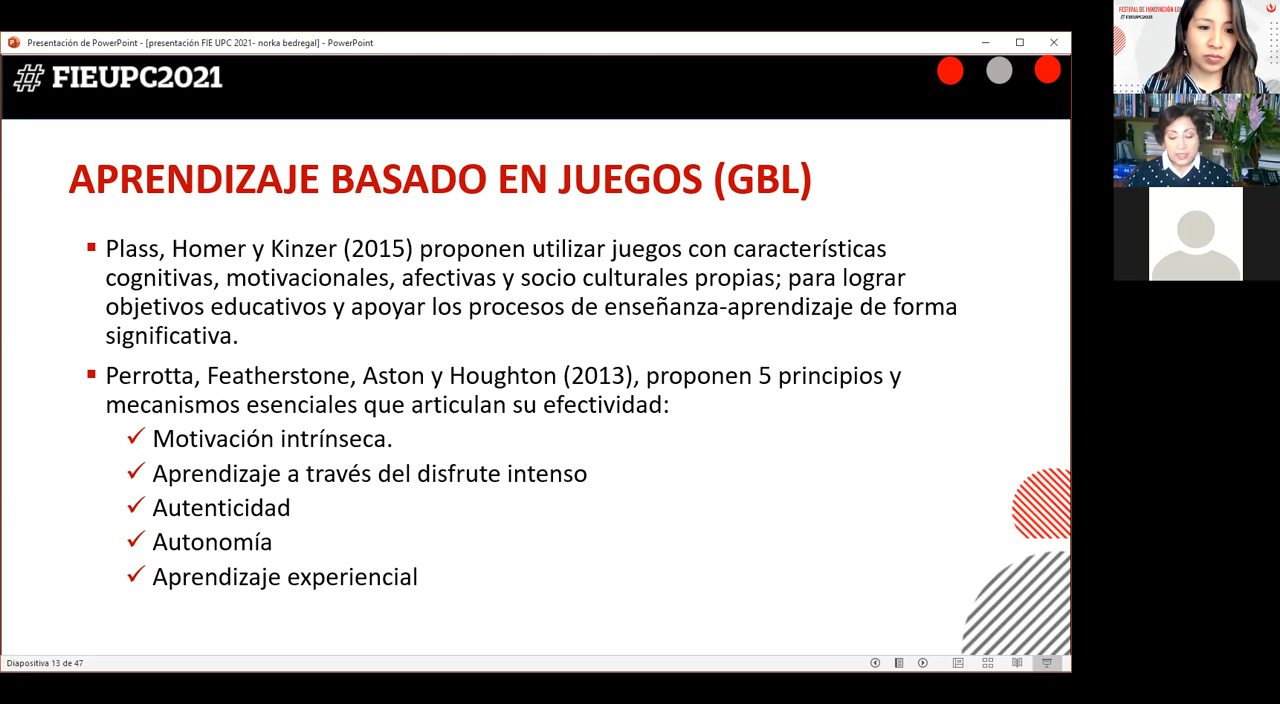 Presentación de PowerPoint - [presentación FIE UPC 2021- norka bedregal] - PowerPoint
# FIEUPC2021
APRENDIZAJE BASADO EN JUEGOS (GBL)
Plass, Homer y Kinzer (2015) proponen utilizar juegos con características
cognitivas, motivacionales, afectivas y socio culturales propias; para lograr
objetivos educativos y apoyar los procesos de enseñanza-aprendizaje de forma
significativa.
Perrotta, Featherstone, Aston y Houghton (2013), proponen 5 principios y
mecanismos esenciales que articulan su efectividad:
Motivación intrínseca.
Aprendizaje a través del disfrute intenso
Autenticidad
Autonomía
Aprendizaje experiencial
Diapositiva 13 de 47
FESTIVAL DE INNOVACIÓN
#FIEUPC2021